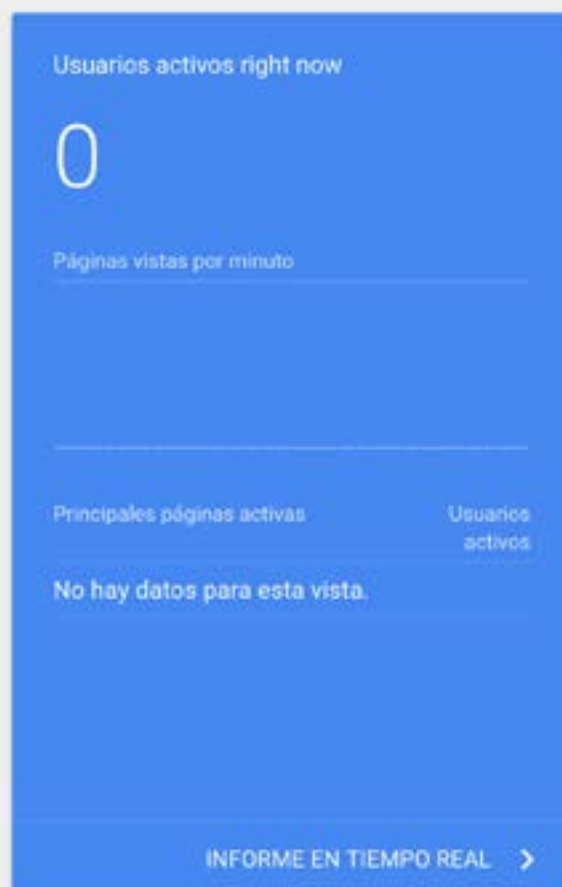 Usuarios activos right now
0
Páginas vistas por minuto
Principales páginas activas
Usuarios
activos
No hay datos para esta vista.
INFORME EN TIEMPO REAL